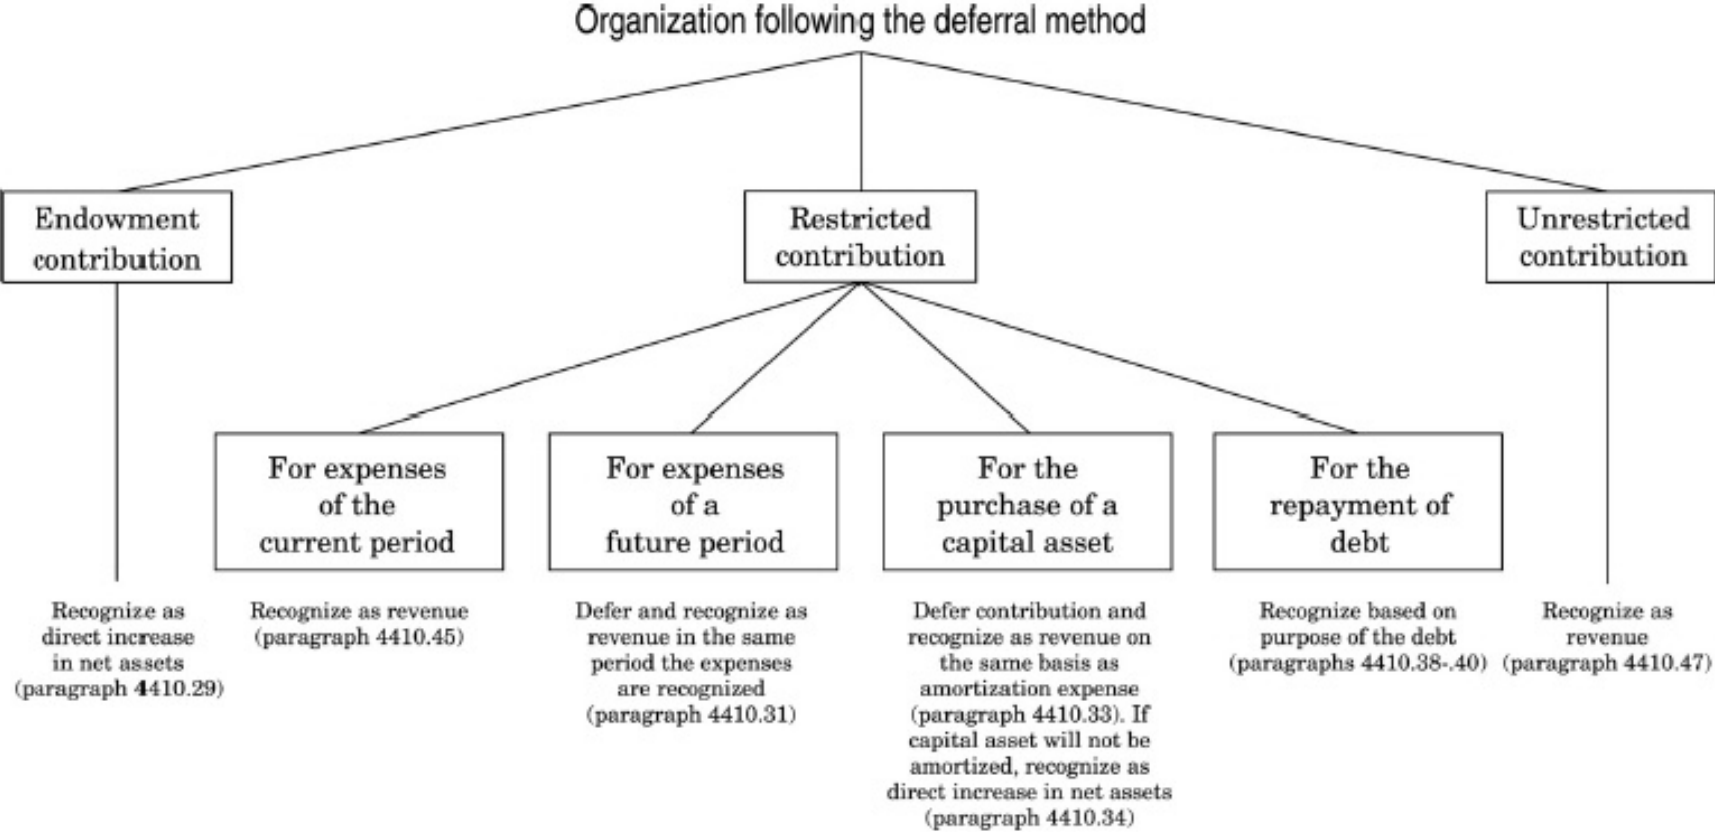 Organization following the deferral method
Endowment
contribution
Restricted
contribution
Unrestricted
contribution
For expenses
of the
current period
For expenses
of a
future period
For the
purchase of a
capital asset
For the
repayment of
debt
Recognize as
direct increase
in net assets
(paragraph 4410.29)
Recognize as revenue
(paragraph 4410.45)
Defer and recognize as
revenue in the same
period the expenses
are recognized
(paragraph 4410.31)
Defer contribution and
recognize as revenue on
the same basis as
amortization expense
(paragraph 4410.33). If
capital asset will not be
amortized, recognize as
direct increase in net assets
(paragraph 4410.34)
Recognize based on
purpose of the debt
(paragraphs 4410.38-.40)
Recognize as
revenue
(paragraph 4410.47)